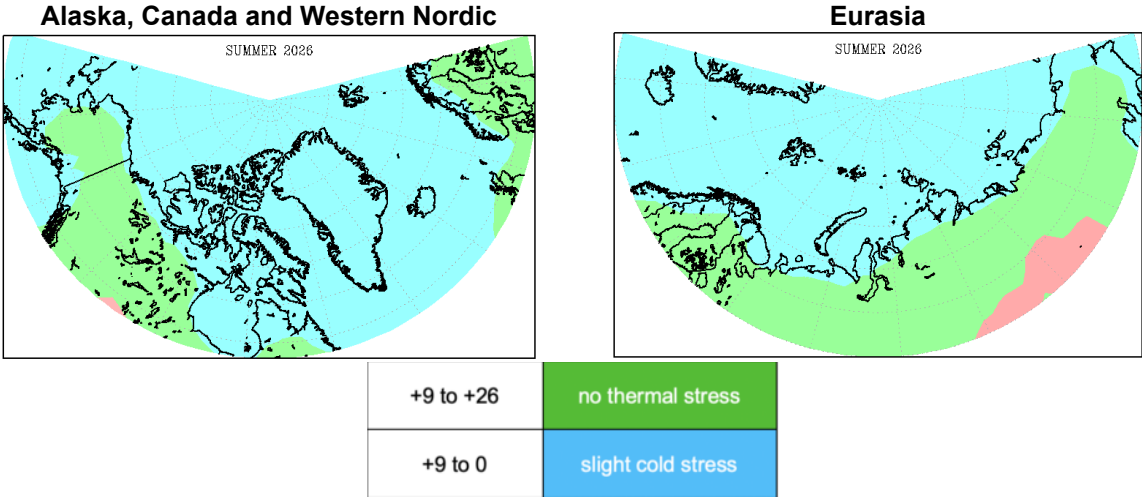 Alaska, Canada and Western Nordic
Eurasia
SUMMER 2026
SUMMER 2026
+9 to +26
no thermal stress
+9 to 0
slight cold stress